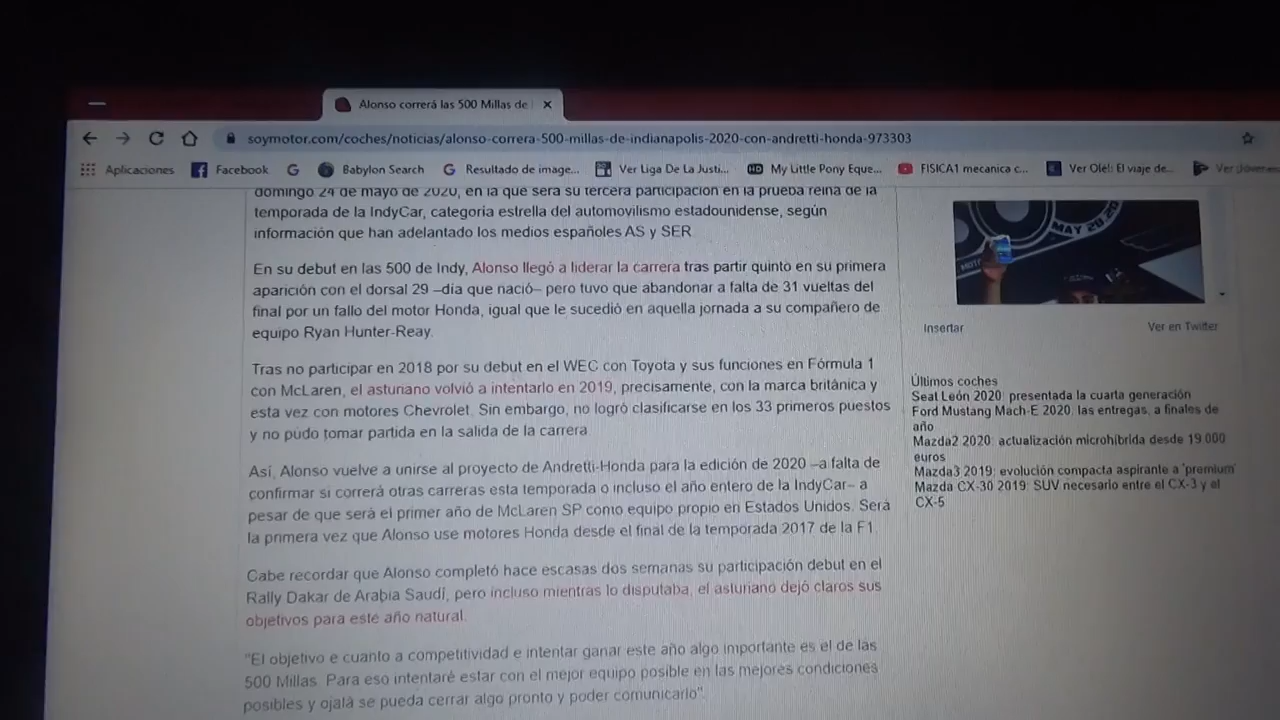 Alonso correrá las 500 Millas de
soymotor.com/coches/noticias/alonso-correra-500-millas-de-indianapolis-2020-con-andretti-honda-973303
Aplicaciones Facebook Babylon Search Resultado de image... Ver Liga De La Justi... HD My Little Pony Eque... FISICA1 mecanica c... Ver Olé!: El viaje de... Ver
domingo 24 de mayo de 2020, en la que será su tercera participación en la prueba reina de la
temporada de la IndyCar, categoría estrella del automovilismo estadounidense, según
información que han adelantado los medios españoles AS y SER.
En su debut en las 500 de Indy, Alonso llegó a liderar la carrera tras partir quinto en su primera
aparición con el dorsal 29 –día que nació– pero tuvo que abandonar a falta de 31 vueltas del
final por un fallo del motor Honda, igual que le sucedió en aquella jornada a su compañero de
equipo Ryan Hunter-Reay.
Tras no participar en 2018 por su debut en el WEC con Toyota y sus funciones en Fórmula 1
con McLaren, el asturiano volvió a intentarlo en 2019, precisamente, con la marca británica y
esta vez con motores Chevrolet. Sin embargo, no logró clasificarse en los 33 primeros puestos
y no pudo tomar partida en la salida de la carrera.
Así, Alonso vuelve a unirse al proyecto de Andretti-Honda para la edición de 2020 –a falta de
confirmar si correrá otras carreras esta temporada o incluso el año entero de la IndyCar– a
pesar de que será el primer año de McLaren SP como equipo propio en Estados Unidos. Será
la primera vez que Alonso use motores Honda desde el final de la temporada 2017 de la F1.
Cabe recordar que Alonso completó hace escasas dos semanas su participación debut en el
Rally Dakar de Arabia Saudí, pero incluso mientras lo disputaba, el asturiano dejó claros sus
objetivos para este año natural.
"El objetivo e cuanto a competitividad e intentar ganar este año algo importante es el de las
500 Millas. Para eso intentaré estar con el mejor equipo posible en las mejores condiciones
posibles y ojalá se pueda cerrar algo pronto y poder comunicarlo".
MAY 28 20
Insertar Ver en Twitter
Últimos coches
Seat León 2020: presentada la cuarta generación
Ford Mustang Mach-E 2020: las entregas, a finales de
año
Mazda2 2020: actualización microhíbrida desde 19.000
euros
Mazda3 2019: evolución compacta aspirante a 'premium'
Mazda CX-30 2019: SUV necesario entre el CX-3 y el
CX-5